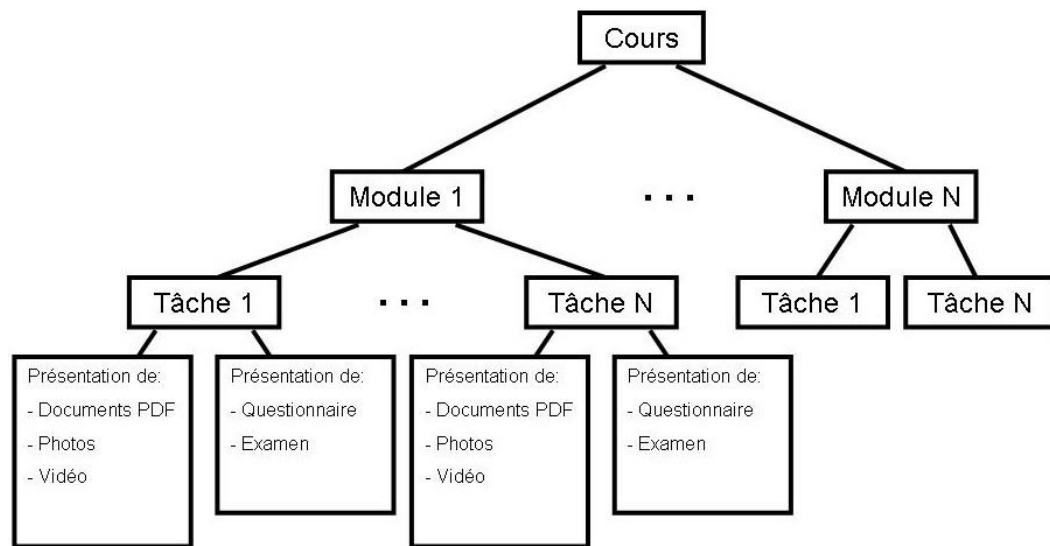 Cours
Module 1
. . .
Module N
Tâche 1
. . .
Tâche N
Tâche 1
Tâche N
Présentation de:
- Documents PDF
- Photos
- Vidéo
Présentation de:
- Questionnaire
- Examen
Présentation de:
- Documents PDF
- Photos
- Vidéo
Présentation de:
- Questionnaire
- Examen